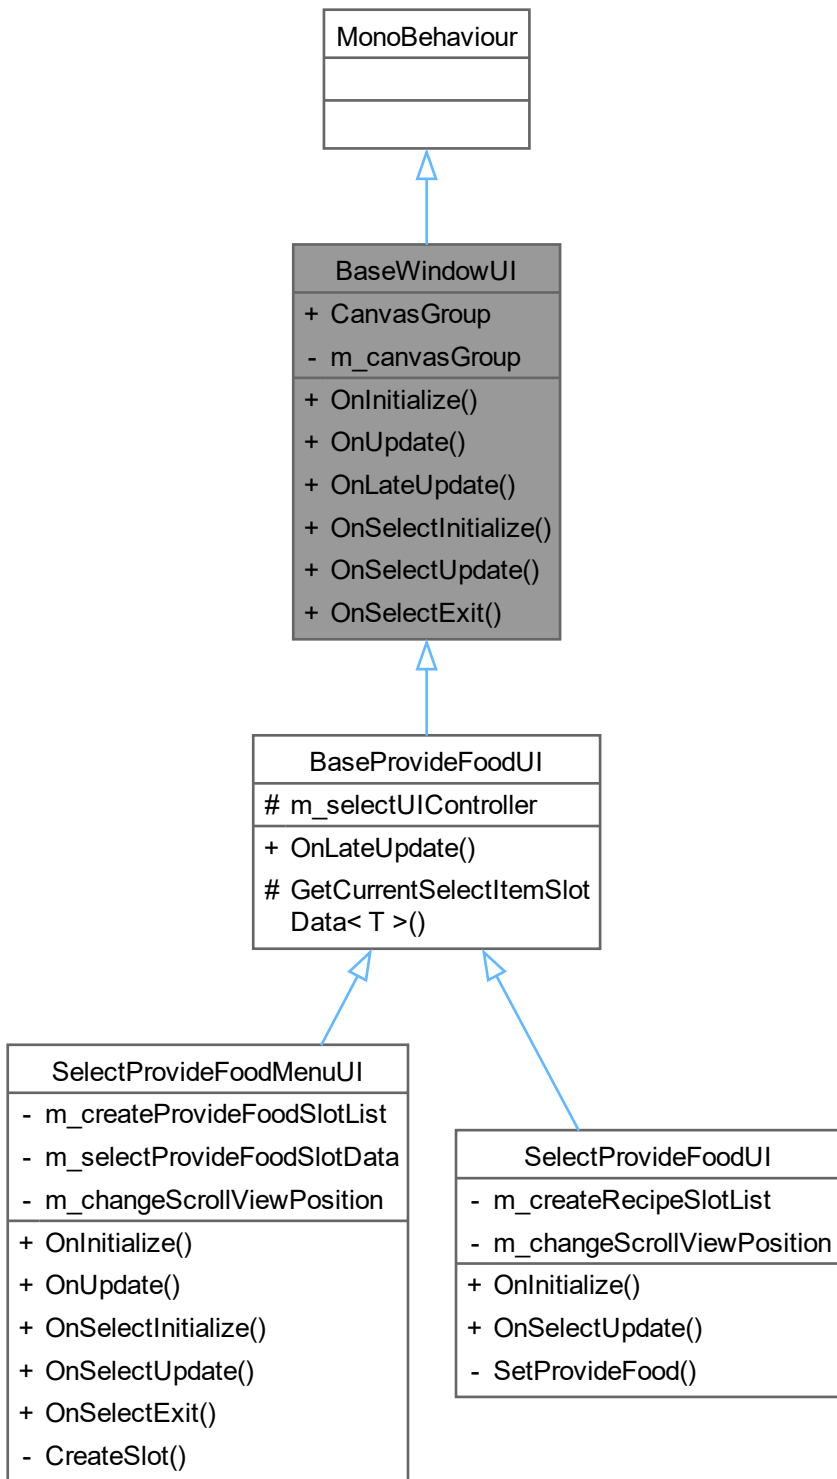 MonoBehaviour
BaseWindowUI
+ CanvasGroup
- m_canvasGroup
+ OnInitialize()
+ OnUpdate()
+ OnLateUpdate()
+ OnSelectInitialize()
+ OnSelectUpdate()
+ OnSelectExit()
BaseProvideFoodUI
# m_selectUIController
+ OnLateUpdate()
# GetCurrentSelectItemSlot
Data< T >()
SelectProvideFoodMenuUI
- m_createProvideFoodSlotList
- m_selectProvideFoodSlotData
- m_changeScrollViewPosition
+ OnInitialize()
+ OnUpdate()
+ OnSelectInitialize()
+ OnSelectUpdate()
+ OnSelectExit()
- CreateSlot()
SelectProvideFoodUI
- m_createRecipeSlotList
- m_changeScrollViewPosition
+ OnInitialize()
+ OnSelectUpdate()
- SetProvideFood()